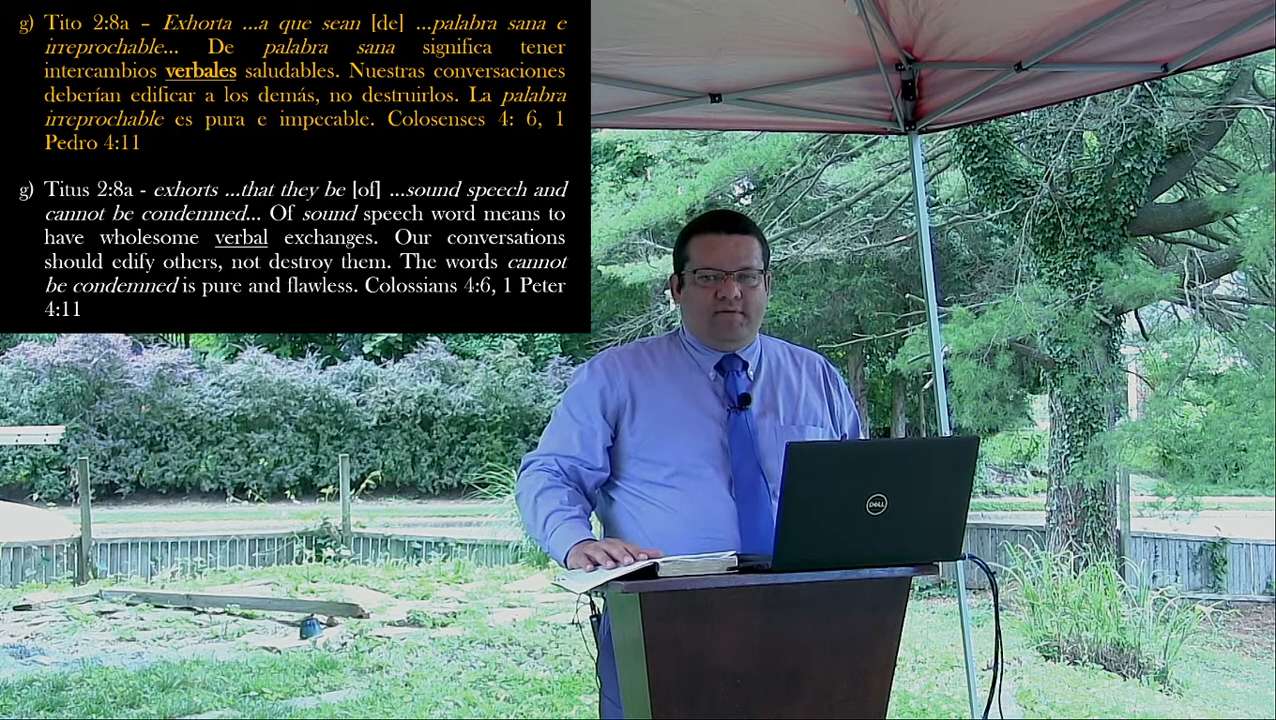 g) Tito 2:8a – Exhorta ...a que sean [de] ...palabra sana e
irreprochable... De palabra sana significa tener
intercambios verbales saludables. Nuestras conversaciones
deberían edificar a los demás, no destruirlos. La palabra
irreprochable es pura e impecable. Colosenses 4: 6, 1
Pedro 4:11
g) Titus 2:8a - exhorts ...that they be [of] ...sound speech and
cannot be condemned... Of sound speech word means to
have wholesome verbal exchanges. Our conversations
should edify others, not destroy them. The words cannot
be condemned is pure and flawless. Colossians 4:6, 1 Peter
4:11
DELL